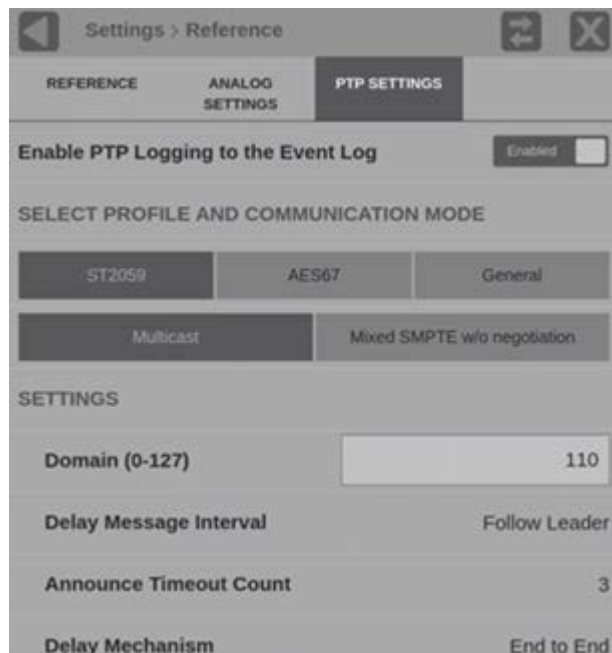 Settings > Reference
REFERENCE
ANALOG
SETTINGS
PTP SETTINGS
Enable PTP Logging to the Event Log
Enabled
SELECT PROFILE AND COMMUNICATION MODE
ST2059
AES67
General
Multicast
Mixed SMPTE w/o negotiation
SETTINGS
Domain (0-127)
110
Delay Message Interval
Follow Leader
Announce Timeout Count
3
Delay Mechanism
End to End